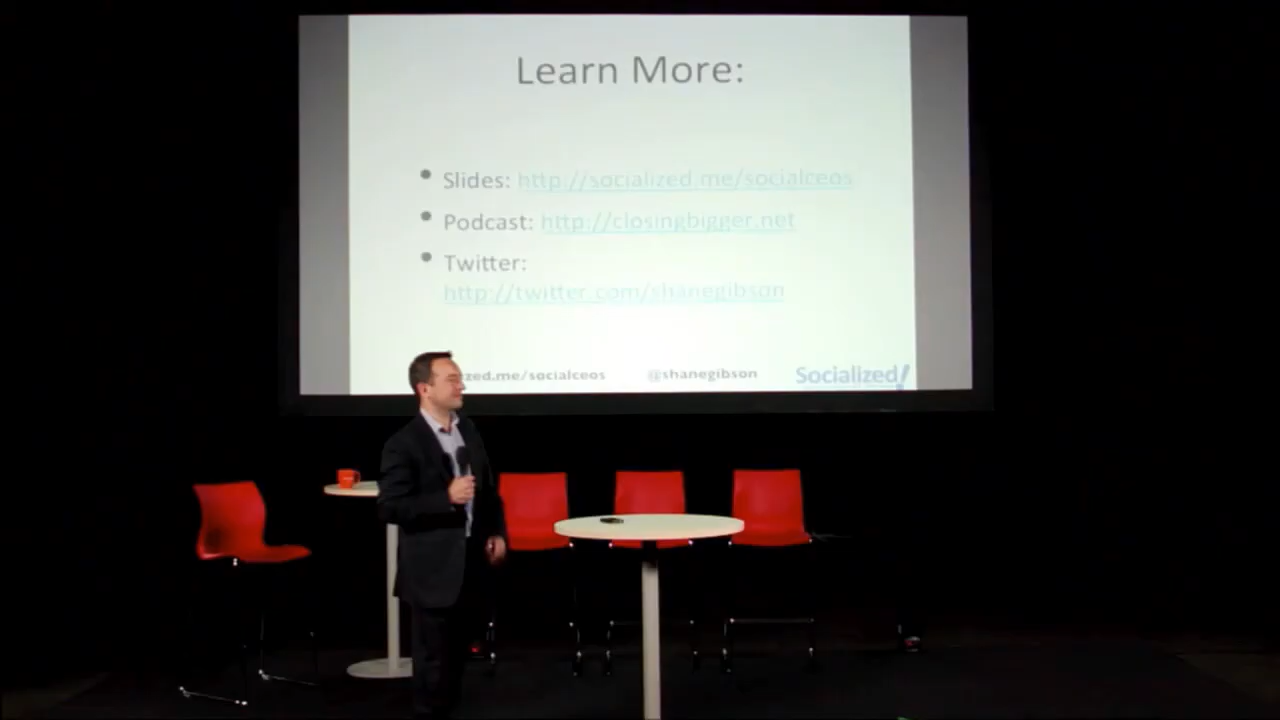 Learn More:
• Slides: http://socialized.me/socialceos
• Podcast: http://closingbigger.net
• Twitter:
http://twitter.com/shanegibson
zed.me/socialceos @shanegibson Socialized!